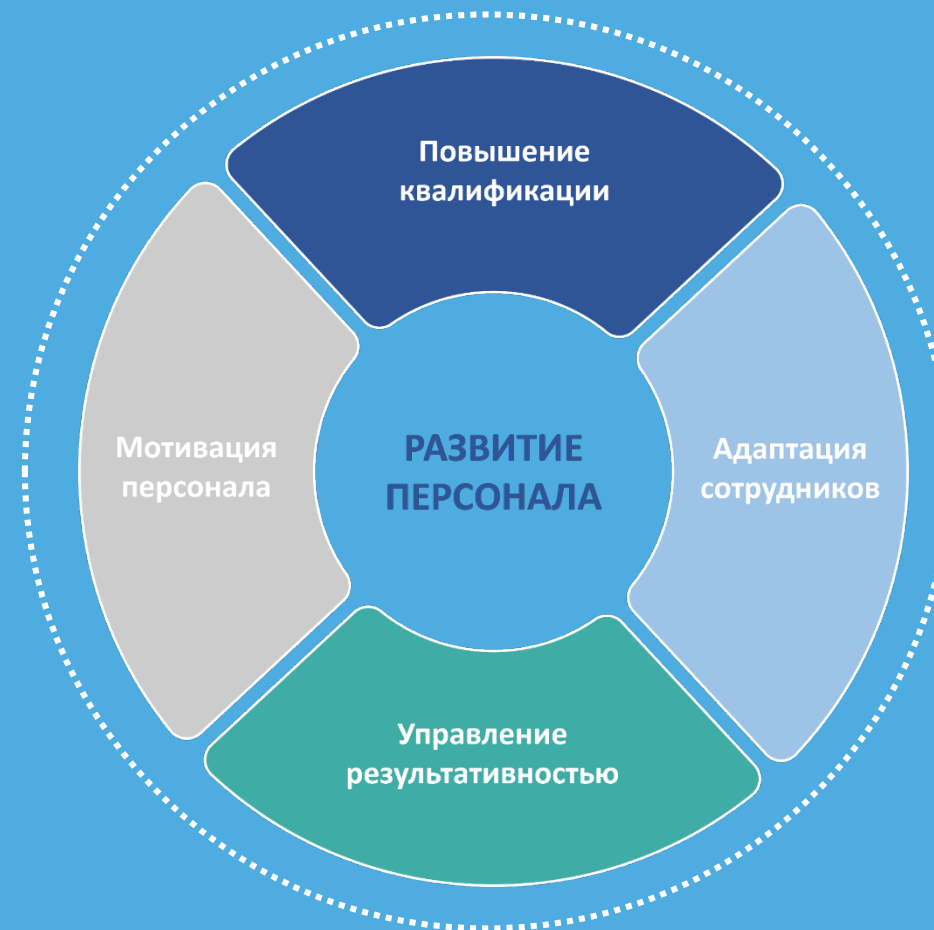 Повышение
квалификации
Мотивация
персонала
РАЗВИТИЕ
ПЕРСОНАЛА
Адаптация
сотрудников
Управление
результативностью